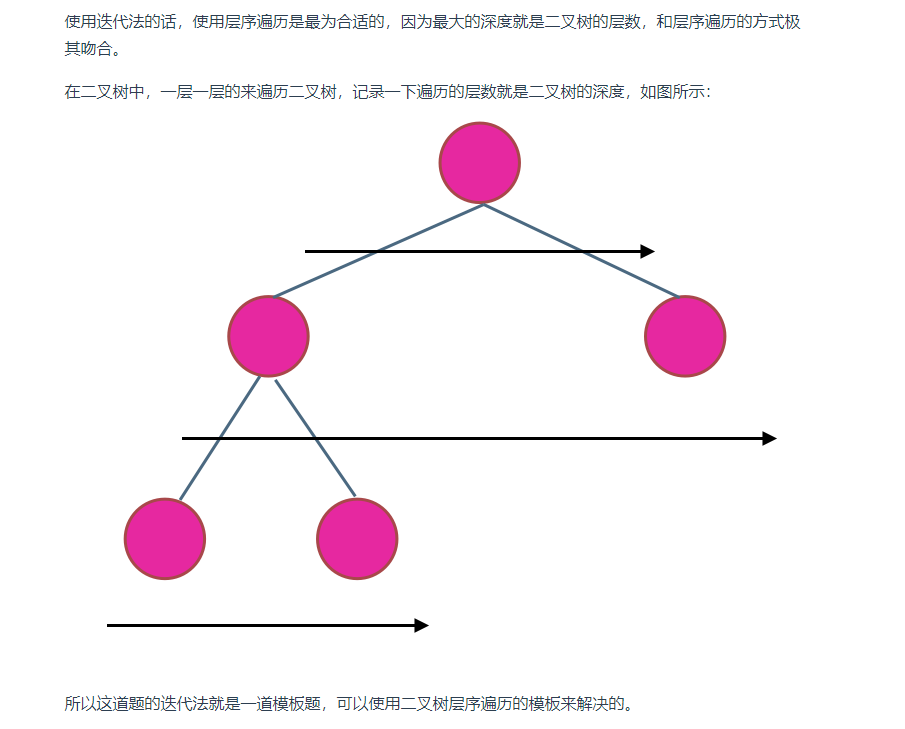 使用迭代法的话，使用层序遍历是最为合适的，因为最大的深度就是二叉树的层数，和层序遍历的方式极
其吻合。
在二叉树中，一层一层的来遍历二叉树，记录一下遍历的层数就是二叉树的深度，如图所示：
所以这道题的迭代法就是一道模板题，可以使用二叉树层序遍历的模板来解决的。